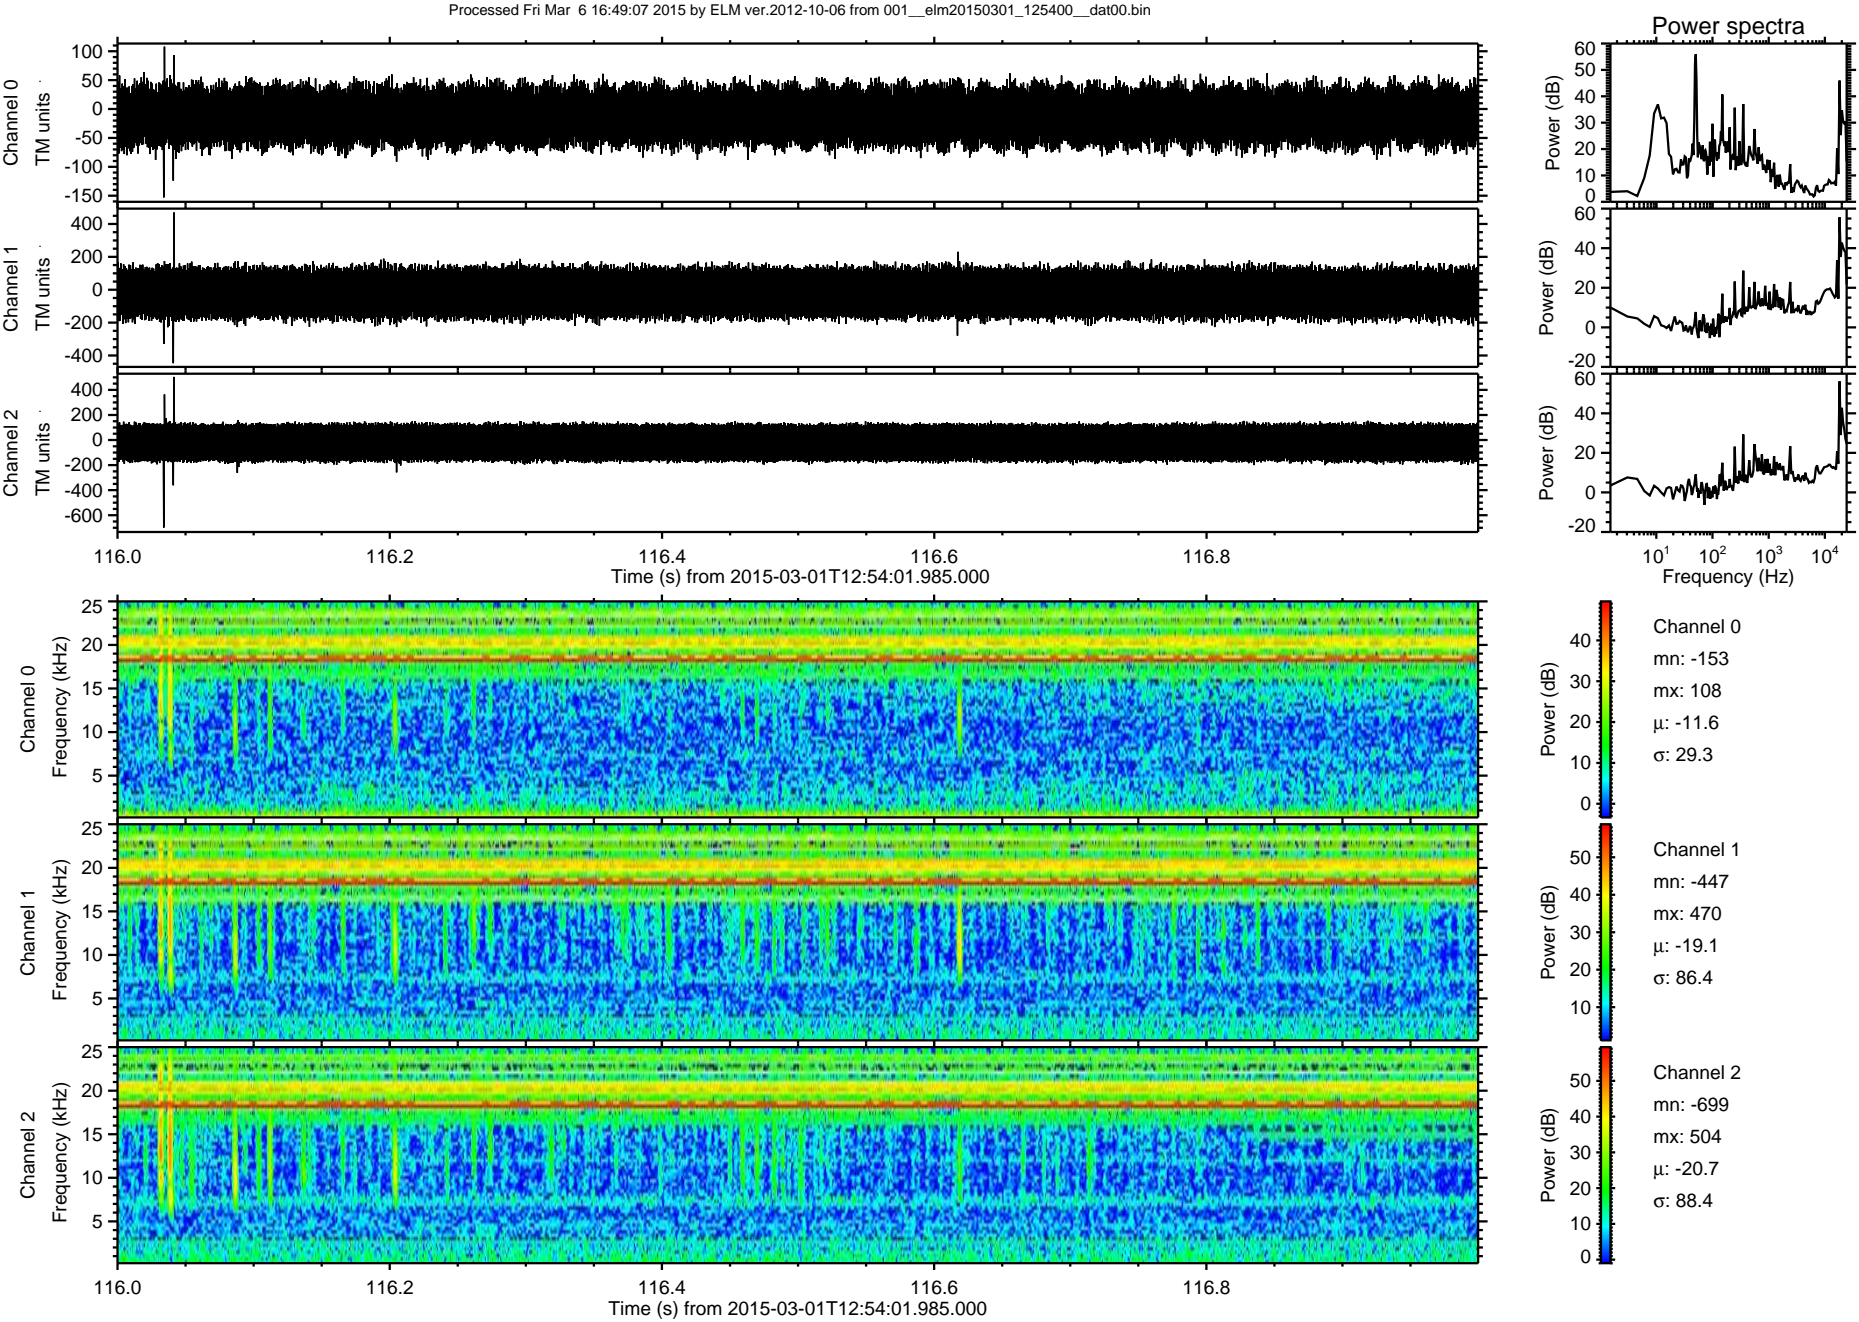 Processed Fri Mar  6 16:49:07 2015 by ELM ver.2012-10-06 from 001__elm20150301_125400__dat00.bin
Power spectra
Channel 0
TM units
100
50
0
-50
-100
-150
Power (dB)
60
50
40
30
20
10
0
Channel 1
TM units
400
200
0
-200
-400
Power (dB)
60
40
20
0
-20
Channel 2
TM units
400
200
0
-200
-400
-600
Power (dB)
60
40
20
0
-20
116.0 116.2 116.4 116.6 116.8
Time (s) from 2015-03-01T12:54:01.985.000
10¹ 10² 10³ 10⁴
Frequency (Hz)
Channel 0
Frequency (kHz)
25
20
15
10
5
Power (dB)
40
30
20
10
0
Channel 0
mn: -153
mx: 108
μ: -11.6
σ: 29.3
Channel 1
Frequency (kHz)
25
20
15
10
5
Power (dB)
50
40
30
20
10
Channel 1
mn: -447
mx: 470
μ: -19.1
σ: 86.4
Channel 2
Frequency (kHz)
25
20
15
10
5
Power (dB)
50
40
30
20
10
0
Channel 2
mn: -699
mx: 504
μ: -20.7
σ: 88.4
116.0 116.2 116.4 116.6 116.8
Time (s) from 2015-03-01T12:54:01.985.000